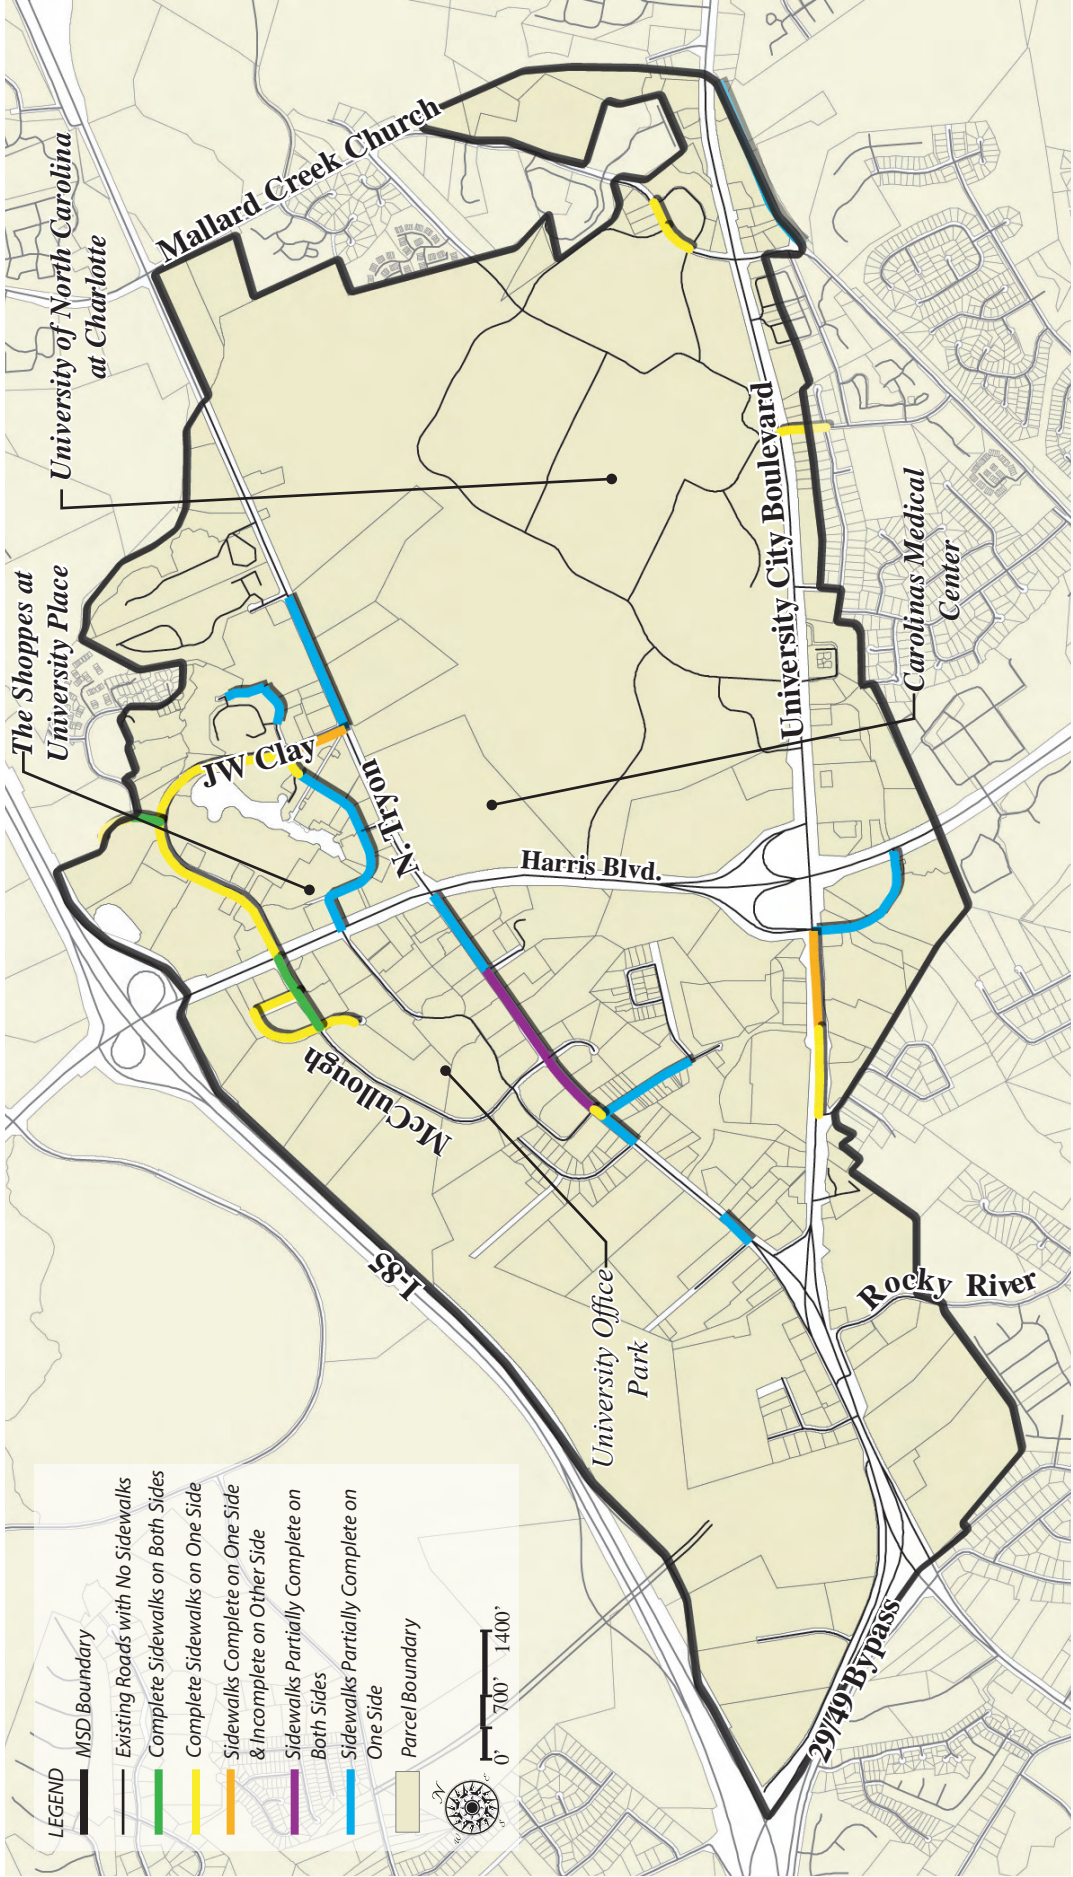 University of North Carolina
at Charlotte
The Shoppes at
University Place
Mallard Creek Church
JW Clay
N. Tryon
Harris Blvd.
University City Boulevard
Carolinas Medical
Center
McCullough
I-85
University Office
Park
Rocky River
29/49-Bypass
LEGEND
MSD Boundary
Existing Roads with No Sidewalks
Complete Sidewalks on Both Sides
Complete Sidewalks on One Side
Sidewalks Complete on One Side
& Incomplete on Other Side
Sidewalks Partially Complete on
Both Sides
Sidewalks Partially Complete on
One Side
Parcel Boundary
0' 700' 1400'
N
e
s
w